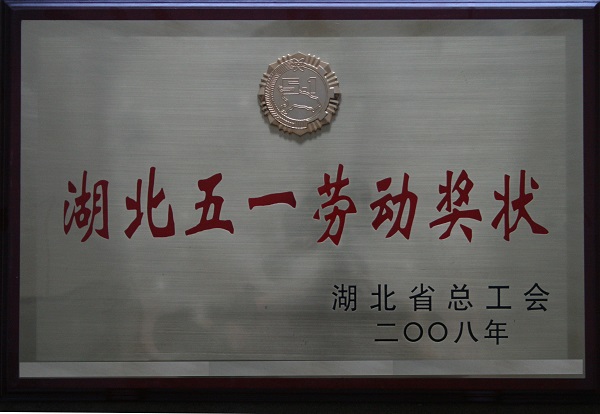 湖北五一劳动奖状
湖北省总工会
二〇〇八年